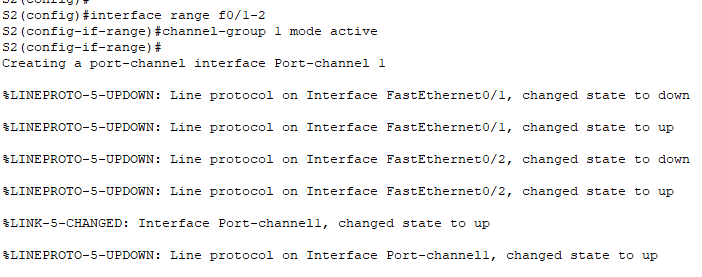 S2(config)#
S2(config)#interface range f0/1-2
S2(config-if-range)#channel-group 1 mode active
S2(config-if-range)#
Creating a port-channel interface Port-channel 1
%LINEPROTO-5-UPDOWN: Line protocol on Interface FastEthernet0/1, changed state to down
%LINEPROTO-5-UPDOWN: Line protocol on Interface FastEthernet0/1, changed state to up
%LINEPROTO-5-UPDOWN: Line protocol on Interface FastEthernet0/2, changed state to down
%LINEPROTO-5-UPDOWN: Line protocol on Interface FastEthernet0/2, changed state to up
%LINK-5-CHANGED: Interface Port-channel1, changed state to up
%LINEPROTO-5-UPDOWN: Line protocol on Interface Port-channel1, changed state to up